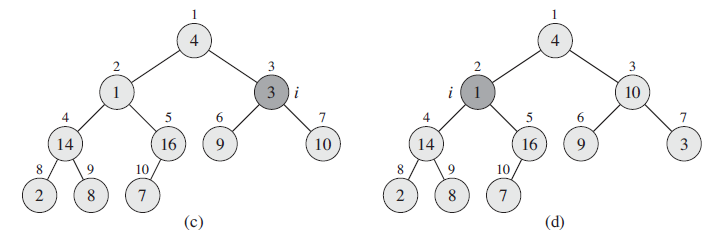 1 1
4 4
2 3 2 3
1 3 i i 1 10
4 5 6 7 4 5 6 7
14 16 9 10 14 16 9 3
8 9 10 8 9 10
2 8 7 2 8 7
(c) (d)